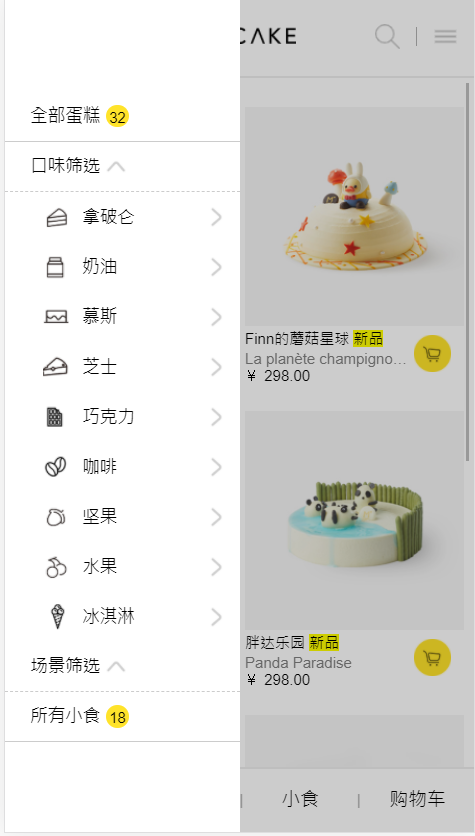 全部蛋糕 32
口味筛选
拿破仑
奶油
慕斯
芝士
巧克力
咖啡
坚果
水果
冰淇淋
场景筛选
所有小食 18
CAKE
Finn的蘑菇星球 新品
La planète champigno...
¥ 298.00
胖达乐园 新品
Panda Paradise
¥ 298.00
小食 | 购物车